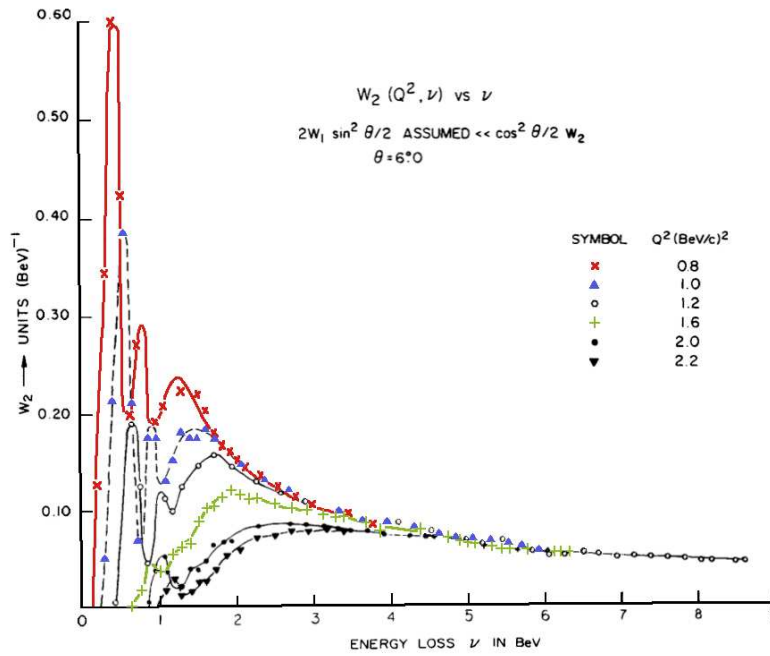 0.60
0.50
0.40
0.30
0.20
0.10
0
W₂ ⟶ UNITS (BeV)⁻¹
W₂ (Q², ν) vs ν
2W₁ sin² θ/2 ASSUMED << cos² θ/2 W₂
θ = 6°.0
SYMBOL Q² (BeV/c)²
0.8
1.0
1.2
1.6
2.0
2.2
0 1 2 3 4 5 6 7 8
ENERGY LOSS ν IN BeV